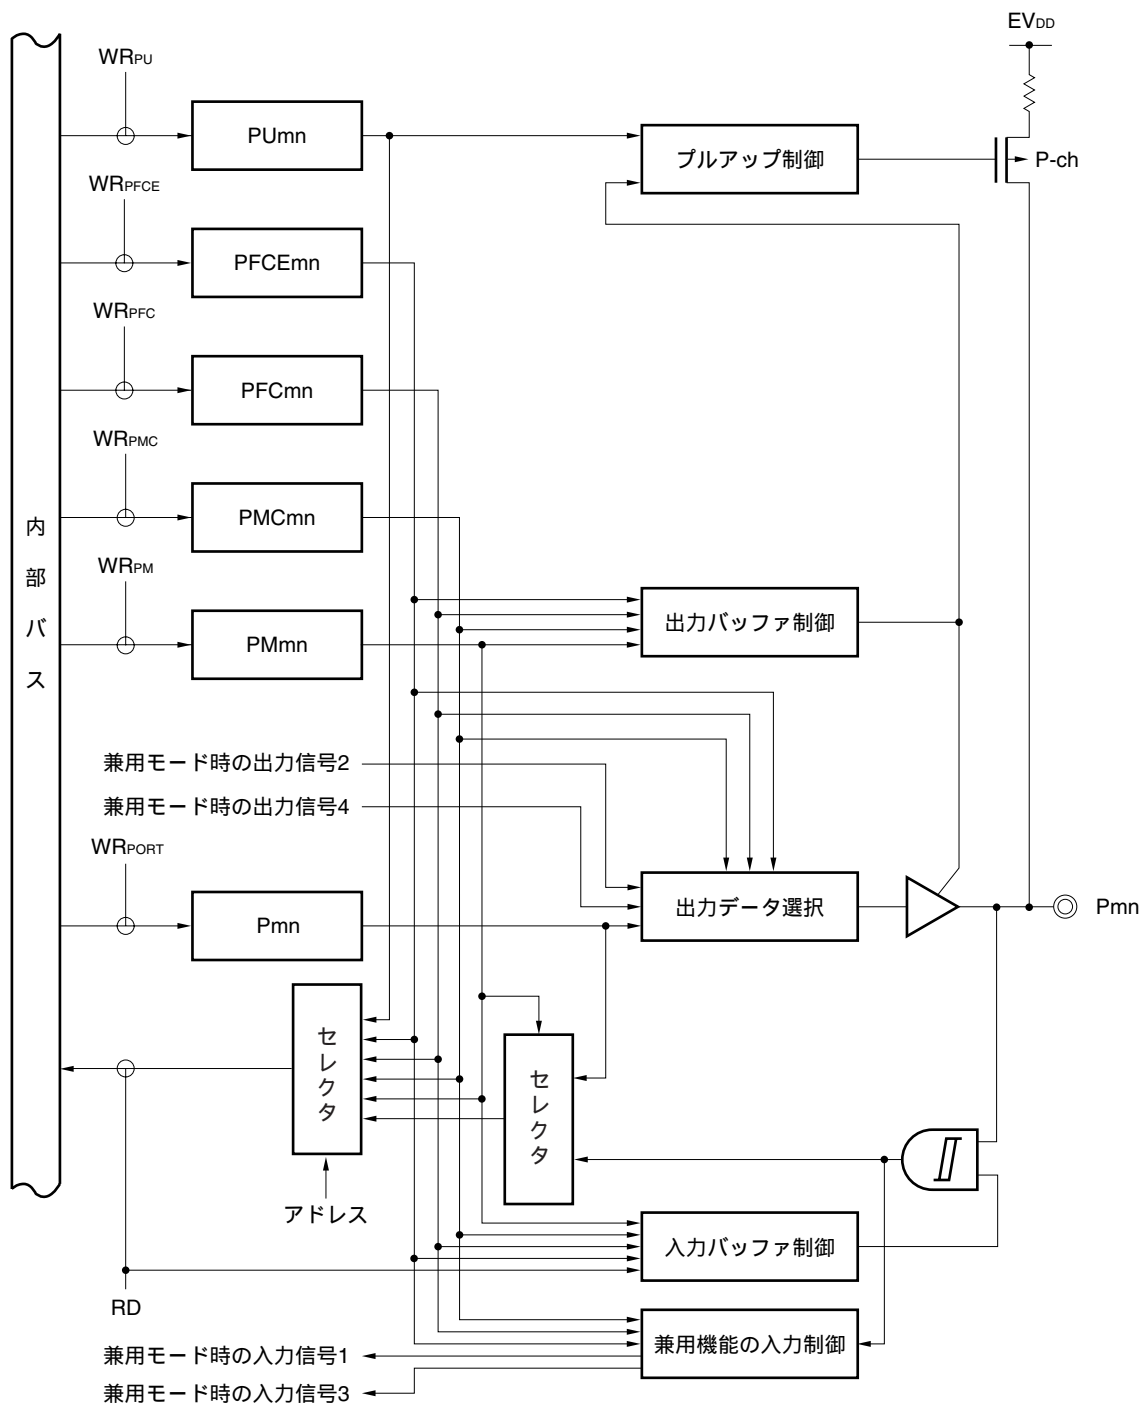 EVDD
WRPU
PUmn
プルアップ制御
P-ch
WRPFCE
PFCEmn
WRPFC
PFCmn
WRPMC
PMCmn
内部バス
WRPM
PMmn
出力バッファ制御
兼用モード時の出力信号2
兼用モード時の出力信号4
WRPORT
Pmn
出力データ選択
Pmn
セレクタ
セレクタ
アドレス
入力バッファ制御
RD
兼用機能の入力制御
兼用モード時の入力信号1
兼用モード時の入力信号3